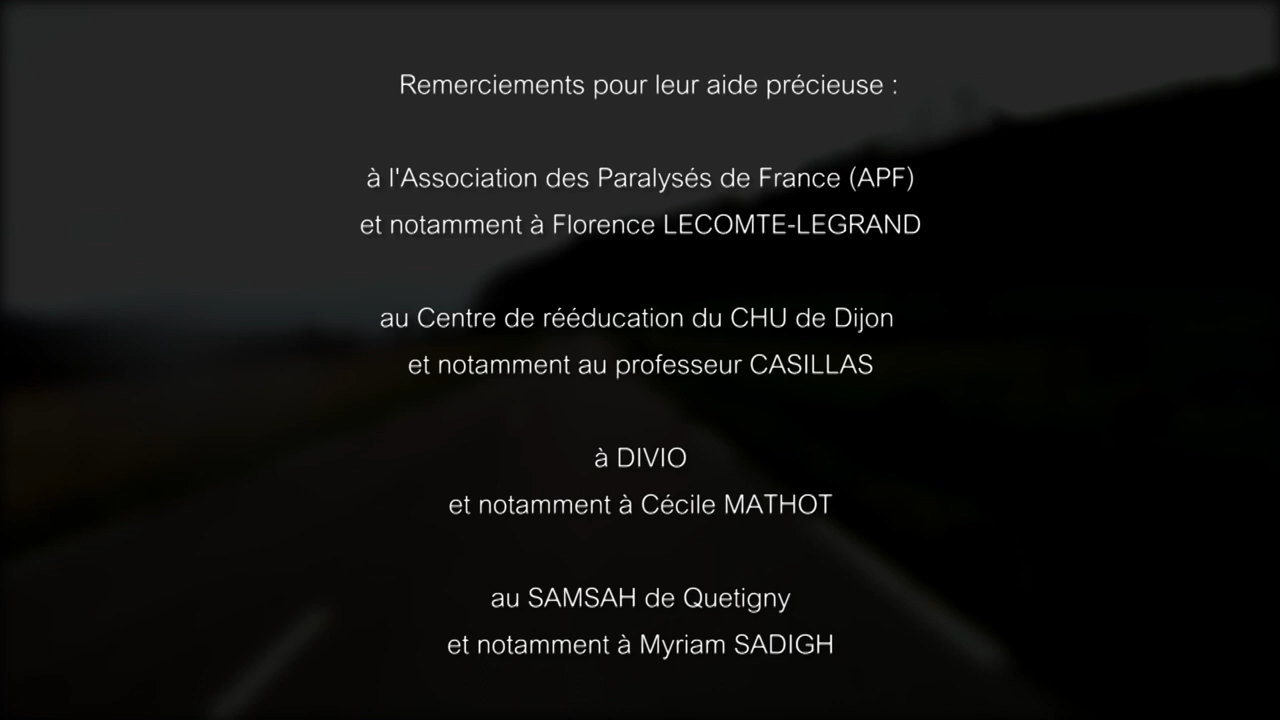 Remerciements pour leur aide précieuse :
à l'Association des Paralysés de France (APF)
et notamment à Florence LECOMTE-LEGRAND
au Centre de rééducation du CHU de Dijon
et notamment au professeur CASILLAS
à DIVIO
et notamment à Cécile MATHOT
au SAMSAH de Quetigny
et notamment à Myriam SADIGH